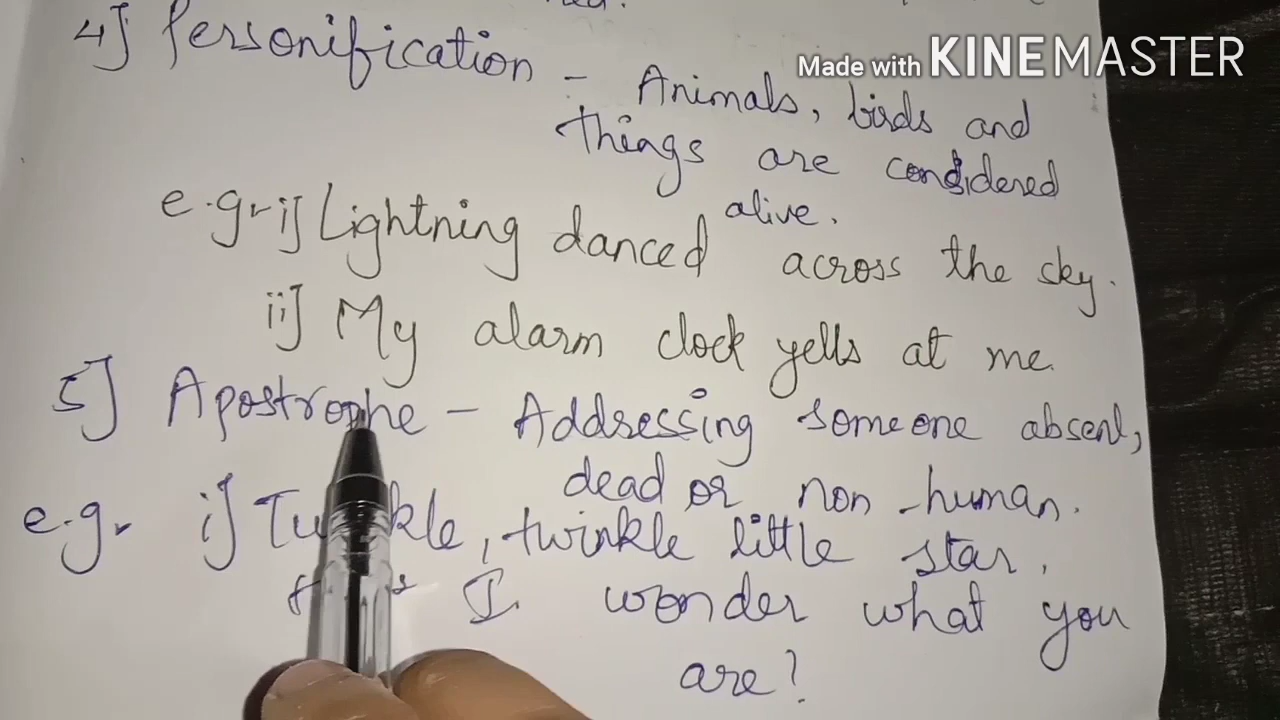 Made with KINEMASTER
4] Personification - Animals, birds and
things are considered
alive.
e.g. i] Lightning danced across the sky.
ii] My alarm clock yells at me.
5] Apostrophe - Addressing someone absent,
dead or non-human.
e.g. i] Twinkle, twinkle little star,
I wonder what you
are?